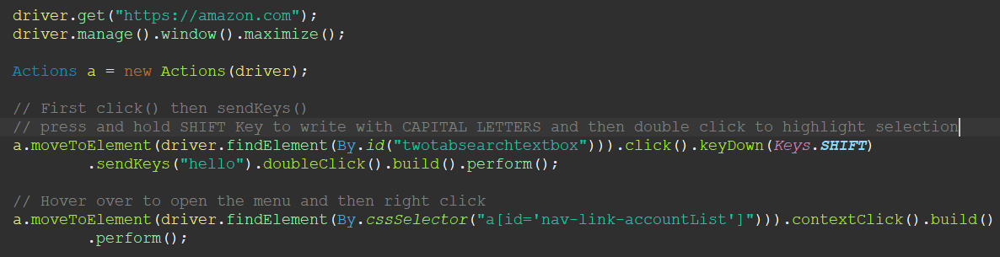 driver.get("https://amazon.com");
driver.manage().window().maximize();
Actions a = new Actions(driver);
// First click() then sendKeys()
// press and hold SHIFT Key to write with CAPITAL LETTERS and then double click to highlight selection
a.moveToElement(driver.findElement(By.id("twotabsearchtextbox"))).click().keyDown(Keys.SHIFT)
.sendKeys("hello").doubleClick().build().perform();
// Hover over to open the menu and then right click
a.moveToElement(driver.findElement(By.cssSelector("a[id='nav-link-accountList']"))).contextClick().build()
.perform();